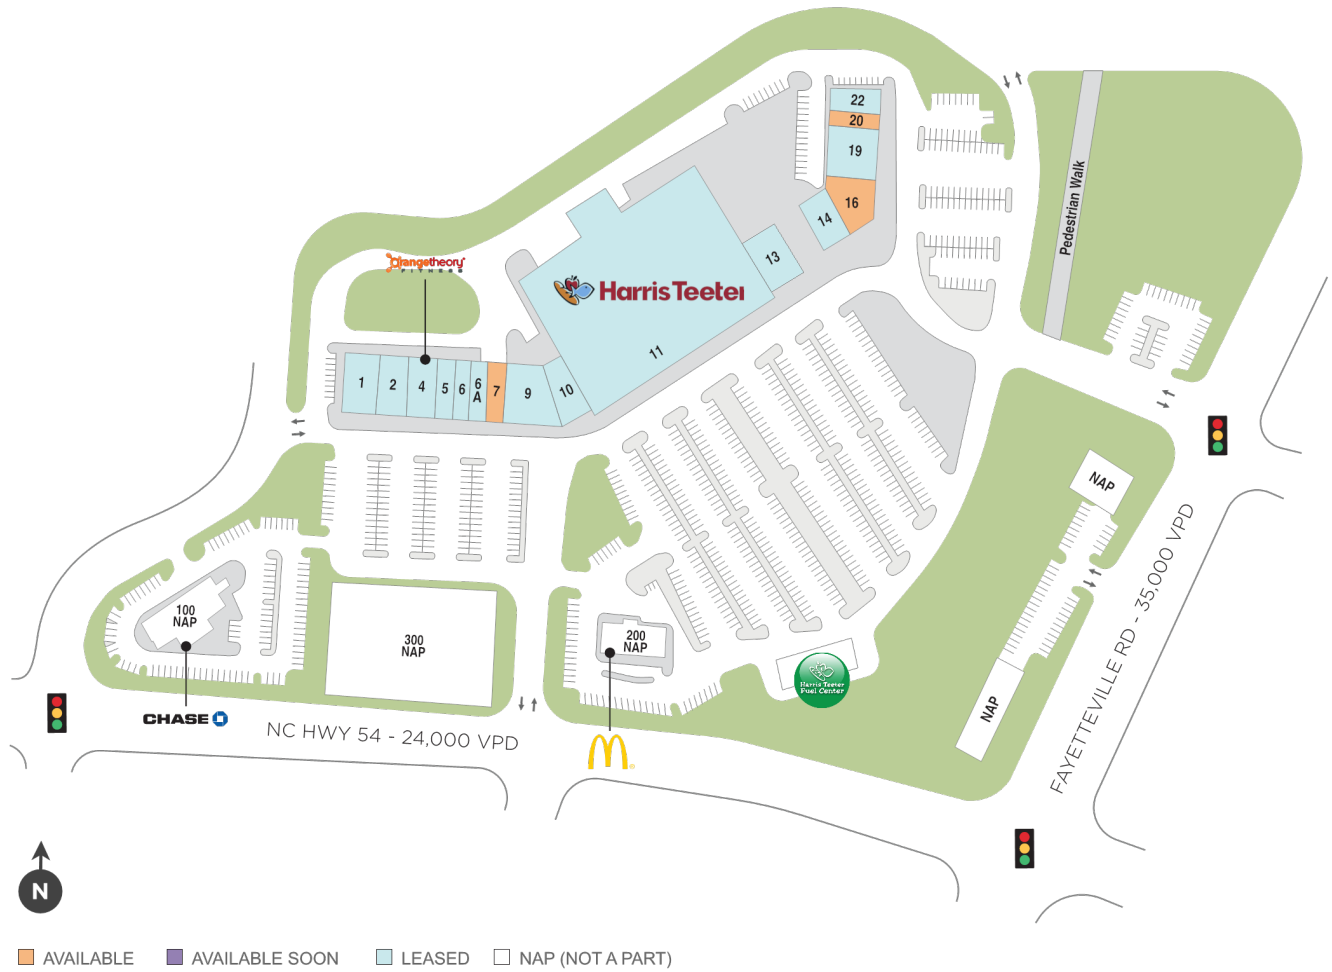 22
20
19
16
14
13
Pedestrian Walk
orangetheory
FITNESS
Harris Teeter
11
1
2
4
5
6
6
A
7
9
10
NAP
100
NAP
300
NAP
200
NAP
Harris Teeter
Fuel Center
NAP
CHASE
NC HWY 54 - 24,000 VPD
FAYETTEVILLE RD - 35,000 VPD
N
AVAILABLE
AVAILABLE SOON
LEASED
NAP (NOT A PART)